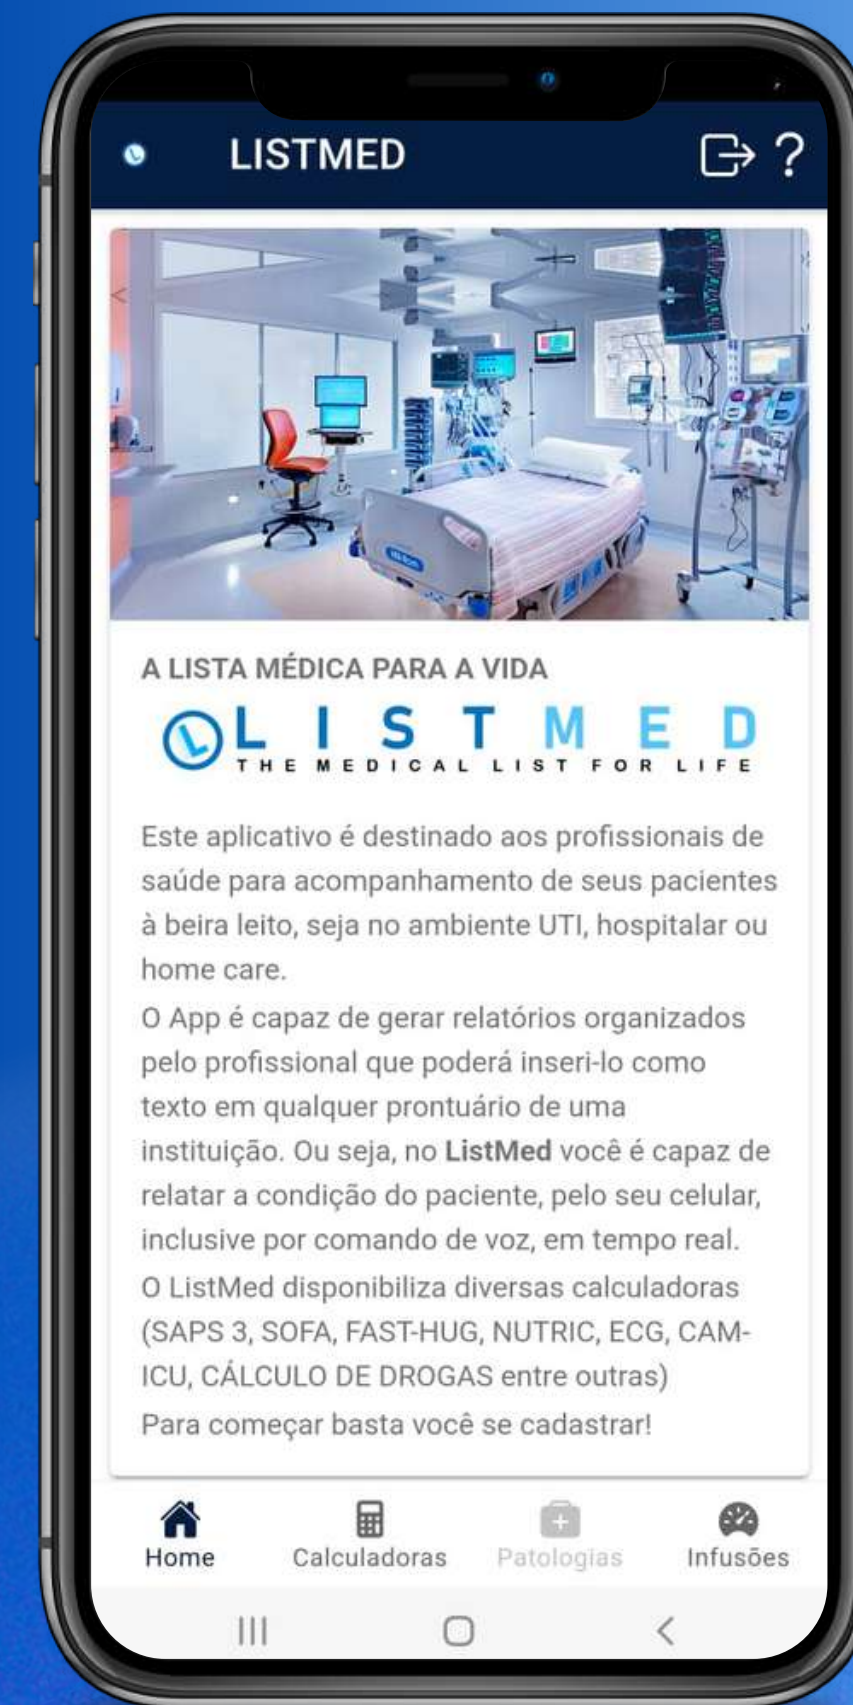 LISTMED
?
A LISTA MÉDICA PARA A VIDA
LISTMED
THE MEDICAL LIST FOR LIFE
Este aplicativo é destinado aos profissionais de
saúde para acompanhamento de seus pacientes
à beira leito, seja no ambiente UTI, hospitalar ou
home care.
O App é capaz de gerar relatórios organizados
pelo profissional que poderá inseri-lo como
texto em qualquer prontuário de uma
instituição. Ou seja, no ListMed você é capaz de
relatar a condição do paciente, pelo seu celular,
inclusive por comando de voz, em tempo real.
O ListMed disponibiliza diversas calculadoras
(SAPS 3, SOFA, FAST-HUG, NUTRIC, ECG, CAM-
ICU, CÁLCULO DE DROGAS entre outras)
Para começar basta você se cadastrar!
Home Calculadoras Patologias Infusões